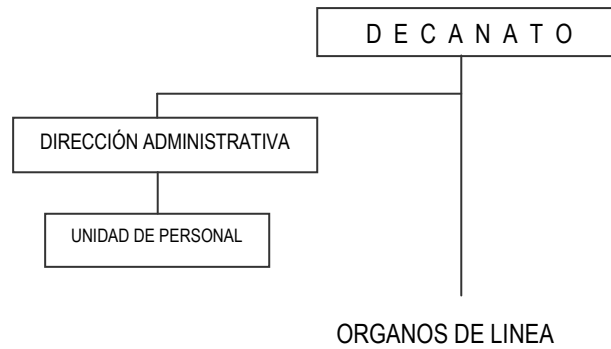 D E C A N A T O
DIRECCIÓN ADMINISTRATIVA
UNIDAD DE PERSONAL
ORGANOS DE LINEA